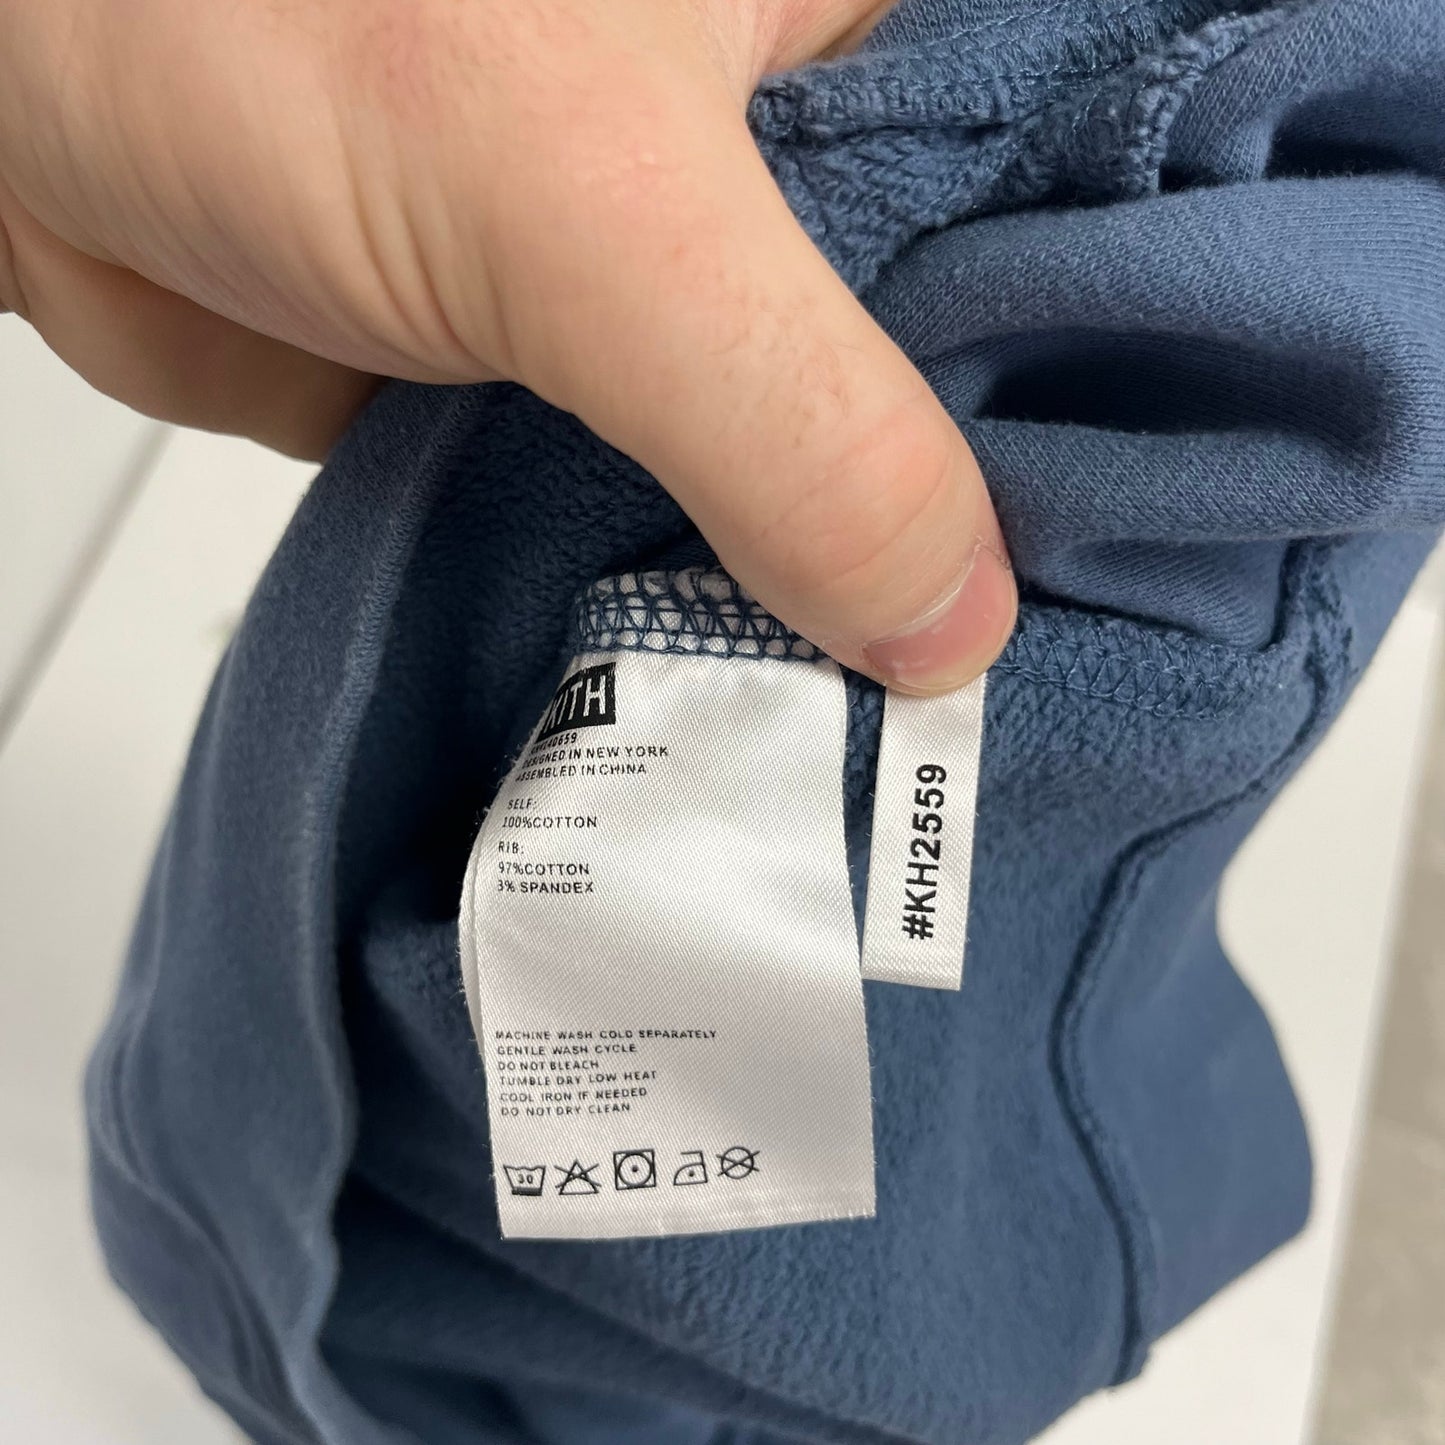 KITH
DESIGNED IN NEW YORK
ASSEMBLED IN CHINA
SELF:
100%COTTON
RIB:
97%COTTON
3% SPANDEX
MACHINE WASH COLD SEPARATELY
GENTLE WASH CYCLE
DO NOT BLEACH
TUMBLE DRY LOW HEAT
COOL IRON IF NEEDED
DO NOT DRY CLEAN
30
#KH2559